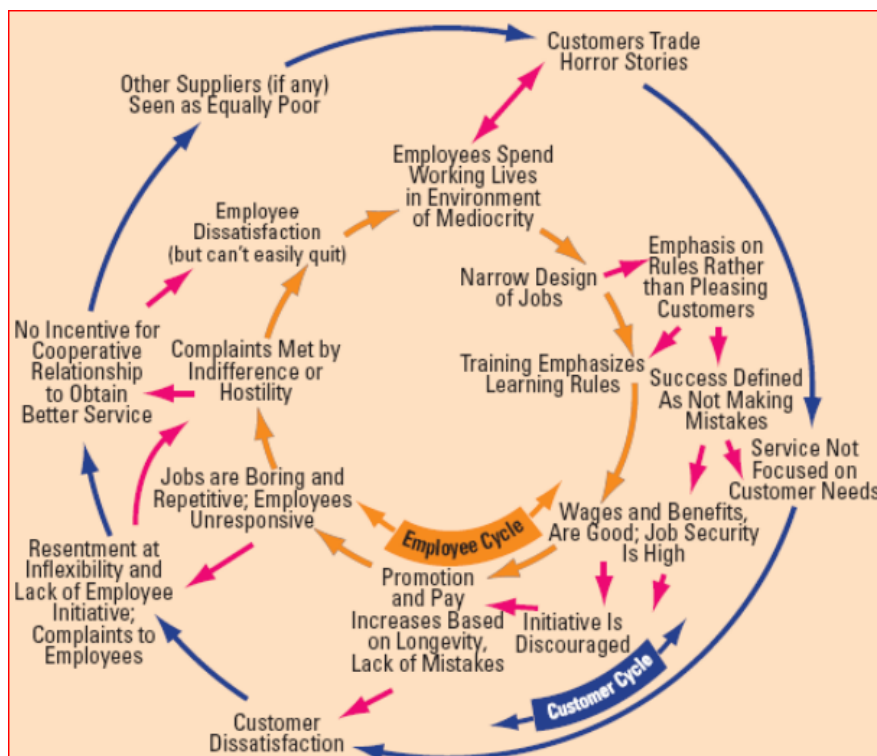 Customers Trade
Horror Stories
Other Suppliers (if any)
Seen as Equally Poor
Employees Spend
Working Lives
in Environment
of Mediocrity
Employee
Dissatisfaction
(but can't easily quit)
Emphasis on
Rules Rather
than Pleasing
Customers
Narrow Design
of Jobs
No Incentive for
Cooperative
Relationship
to Obtain
Better Service
Complaints Met by
Indifference or
Hostility
Training Emphasizes
Learning Rules
Success Defined
As Not Making
Mistakes
Service Not
Focused on
Customer Needs
Jobs are Boring and
Repetitive; Employees
Unresponsive
Employee Cycle
Wages and Benefits,
Are Good; Job Security
Is High
Resentment at
Inflexibility and
Lack of Employee
Initiative;
Complaints to
Employees
Promotion
and Pay
Increases Based
on Longevity,
Lack of Mistakes
Initiative Is
Discouraged
Customer Cycle
Customer
Dissatisfaction